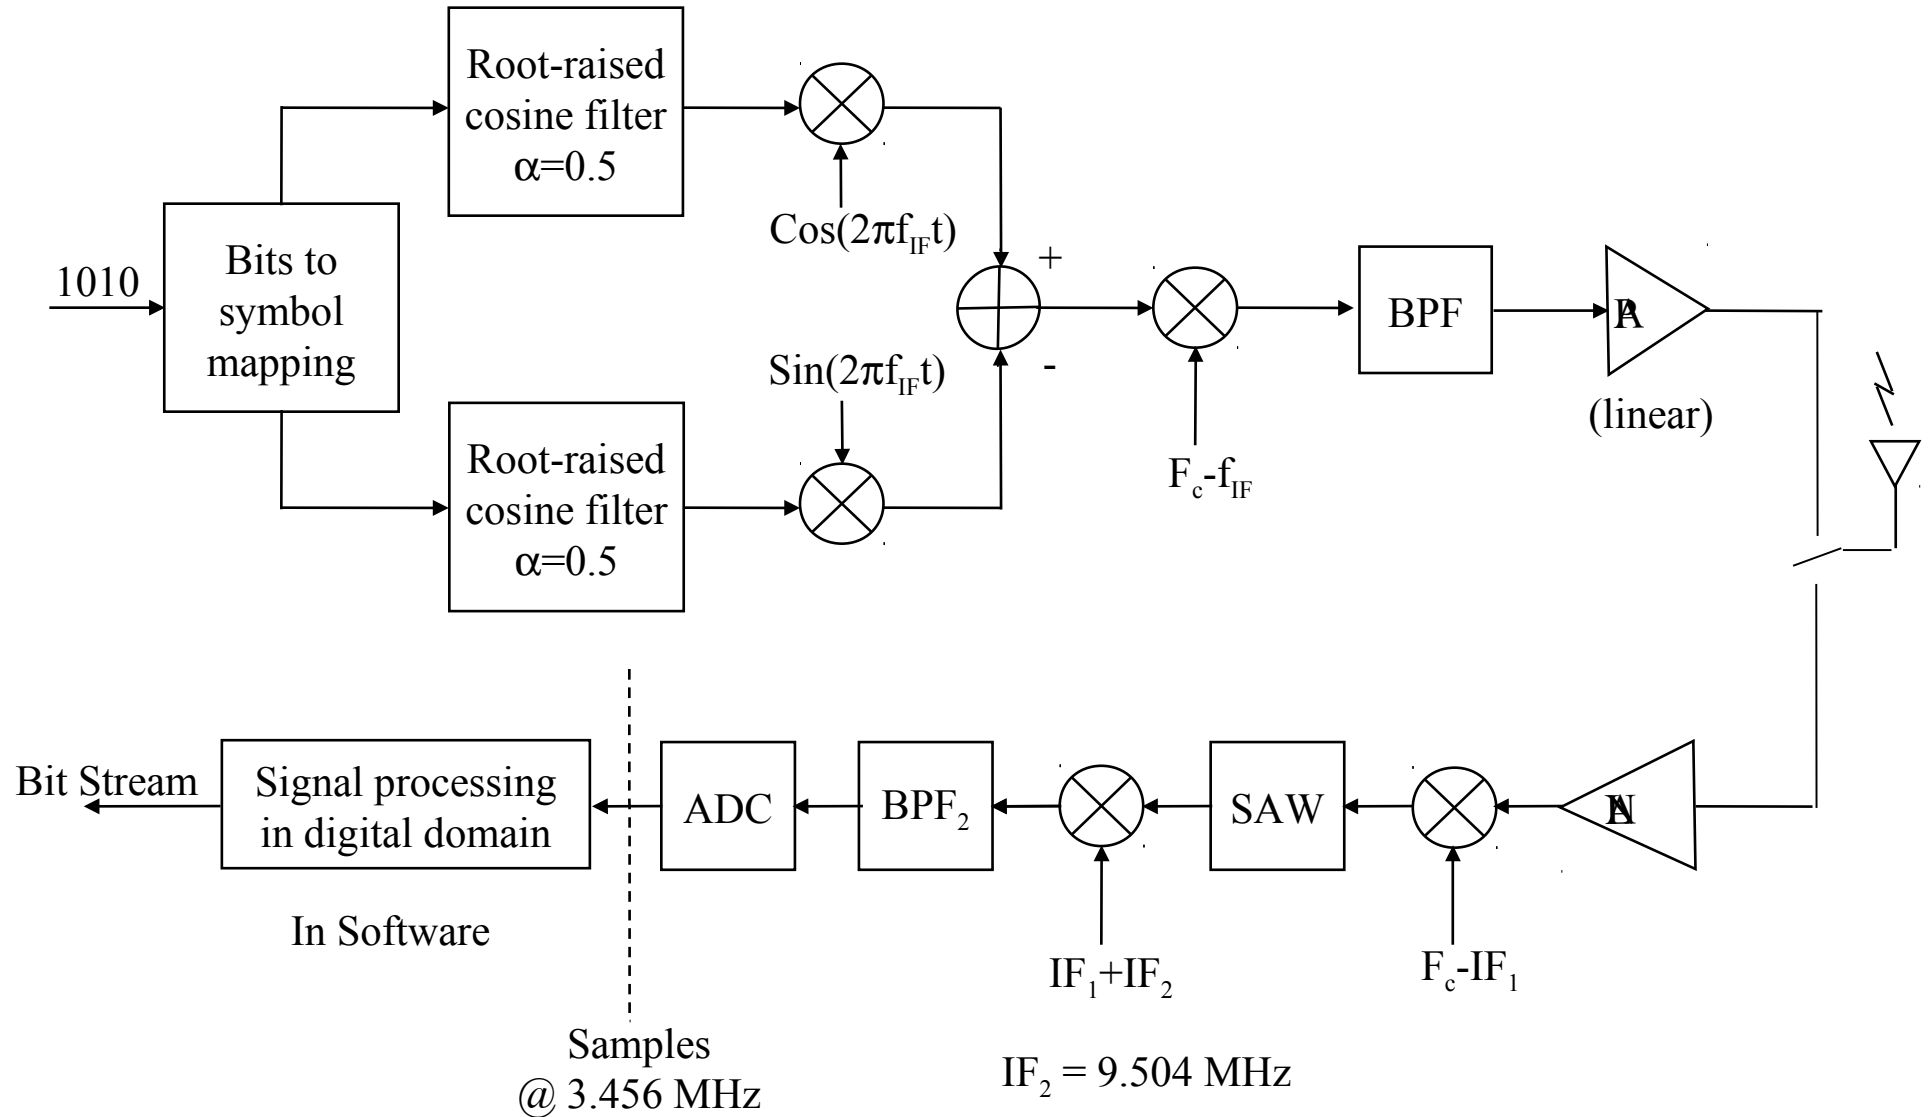 Root-raised
cosine filter
α=0.5
Cos(2πf_IFt)
1010
Bits to
symbol
mapping
+
-
BPF
PA
(linear)
Sin(2πf_IFt)
F_c-f_IF
Root-raised
cosine filter
α=0.5
Bit Stream
Signal processing
in digital domain
ADC
BPF_2
SAW
LNA
In Software
IF_1+IF_2
F_c-IF_1
Samples
@ 3.456 MHz
IF_2 = 9.504 MHz